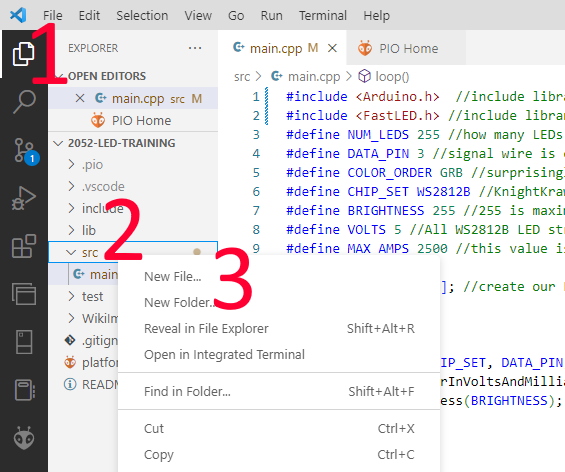 File Edit Selection View Go Run Terminal Help
1
EXPLORER
main.cpp M
PIO Home
OPEN EDITORS
main.cpp src M
PIO Home
2052-LED-TRAINING
.pio
.vscode
include
lib
2
src
main
test
.gitign
platfor
READM
src > main.cpp > loop()
1 #include <Arduino.h> //include librar
2 #include <FastLED.h> //include librar
3 #define NUM_LEDS 255 //how many LEDs
4 #define DATA_PIN 3 //signal wire is c
5 #define COLOR_ORDER GRB //surprisingl
6 #define CHIP_SET WS2812B //KnightKraw
7 #define BRIGHTNESS 255 //255 is maxim
8 #define VOLTS 5 //All WS2812B LED str
9 #define MAX_AMPS 2500 //this value is
]; //create our l
IP_SET, DATA_PIN
rInVoltsAndMillia
ess(BRIGHTNESS);
3
New File...
New Folder...
Reveal in File Explorer Shift+Alt+R
Open in Integrated Terminal
Find in Folder... Shift+Alt+F
Cut Ctrl+X
Copy Ctrl+C